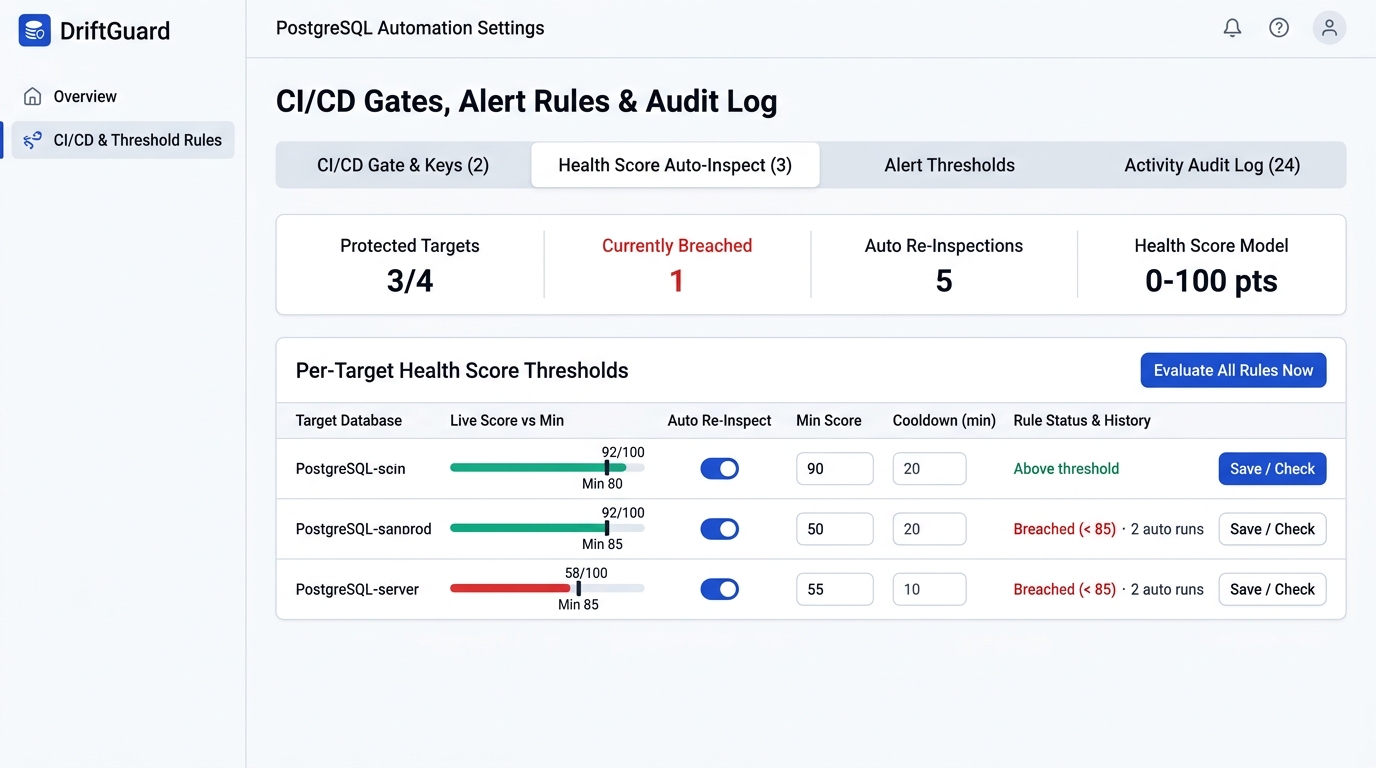 DriftGuard
PostgreSQL Automation Settings
Overview
CI/CD & Threshold Rules
CI/CD Gates, Alert Rules & Audit Log
CI/CD Gate & Keys (2)
Health Score Auto-Inspect (3)
Alert Thresholds
Activity Audit Log (24)
Protected Targets
3/4
Currently Breached
1
Auto Re-Inspections
5
Health Score Model
0-100 pts
Per-Target Health Score Thresholds
Evaluate All Rules Now
Target Database Live Score vs Min Auto Re-Inspect Min Score Cooldown (min) Rule Status & History
92/100
PostgreSQL-scin 90 20 Above threshold Save / Check
Min 80
92/100
PostgreSQL-sanprod 50 20 Breached (< 85) · 2 auto runs Save / Check
Min 85
58/100
PostgreSQL-server 55 10 Breached (< 85) · 2 auto runs Save / Check
Min 85